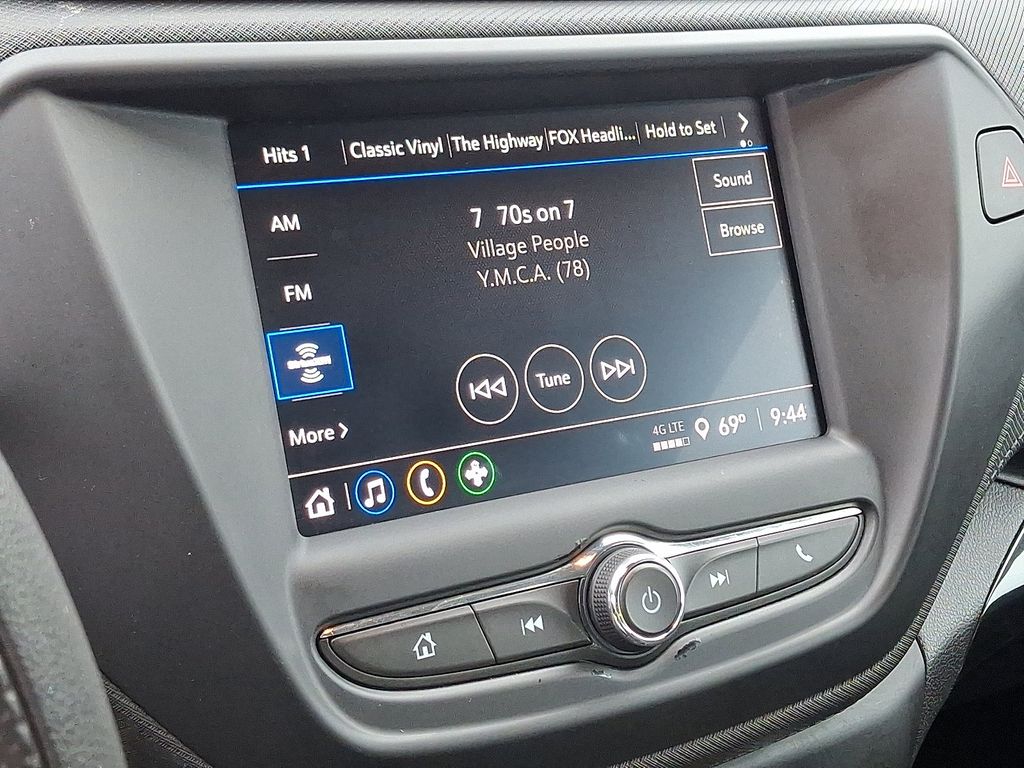 Hits 1 Classic Vinyl The Highway FOX Headli... Hold to Set
AM
7 70s on 7
Village People
Y.M.C.A. (78)
Sound
Browse
FM
Tune
More
4G LTE 69° 9:44